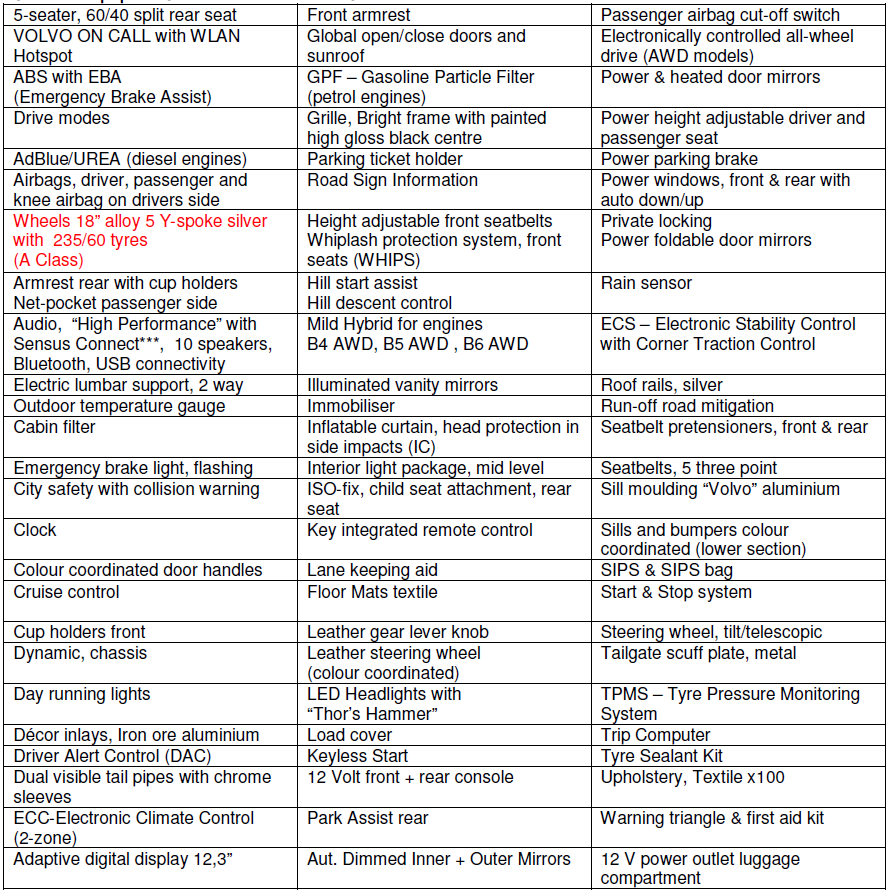 5-seater, 60/40 split rear seat
Front armrest
Passenger airbag cut-off switch
VOLVO ON CALL with WLAN
Hotspot
Global open/close doors and
sunroof
Electronically controlled all-wheel
drive (AWD models)
ABS with EBA
(Emergency Brake Assist)
GPF – Gasoline Particle Filter
(petrol engines)
Power & heated door mirrors
Drive modes
Grille, Bright frame with painted
high gloss black centre
Power height adjustable driver and
passenger seat
AdBlue/UREA (diesel engines)
Parking ticket holder
Power parking brake
Airbags, driver, passenger and
knee airbag on drivers side
Road Sign Information
Power windows, front & rear with
auto down/up
Wheels 18” alloy 5 Y-spoke silver
with  235/60 tyres
(A Class)
Height adjustable front seatbelts
Whiplash protection system, front
seats (WHIPS)
Private locking
Power foldable door mirrors
Armrest rear with cup holders
Net-pocket passenger side
Hill start assist
Hill descent control
Rain sensor
Audio,  “High Performance” with
Sensus Connect***,  10 speakers,
Bluetooth, USB connectivity
Mild Hybrid for engines
B4 AWD, B5 AWD , B6 AWD
ECS – Electronic Stability Control
with Corner Traction Control
Electric lumbar support, 2 way
Illuminated vanity mirrors
Roof rails, silver
Outdoor temperature gauge
Immobiliser
Run-off road mitigation
Cabin filter
Inflatable curtain, head protection in
side impacts (IC)
Seatbelt pretensioners, front & rear
Emergency brake light, flashing
Interior light package, mid level
Seatbelts, 5 three point
City safety with collision warning
ISO-fix, child seat attachment, rear
seat
Sill moulding “Volvo” aluminium
Clock
Key integrated remote control
Sills and bumpers colour
coordinated (lower section)
Colour coordinated door handles
Lane keeping aid
SIPS & SIPS bag
Cruise control
Floor Mats textile
Start & Stop system
Cup holders front
Leather gear lever knob
Steering wheel, tilt/telescopic
Dynamic, chassis
Leather steering wheel
(colour coordinated)
Tailgate scuff plate, metal
Day running lights
LED Headlights with
“Thor’s Hammer”
TPMS – Tyre Pressure Monitoring
System
Décor inlays, Iron ore aluminium
Load cover
Trip Computer
Driver Alert Control (DAC)
Keyless Start
Tyre Sealant Kit
Dual visible tail pipes with chrome
sleeves
12 Volt front + rear console
Upholstery, Textile x100
ECC-Electronic Climate Control
(2-zone)
Park Assist rear
Warning triangle & first aid kit
Adaptive digital display 12,3”
Aut. Dimmed Inner + Outer Mirrors
12 V power outlet luggage
compartment